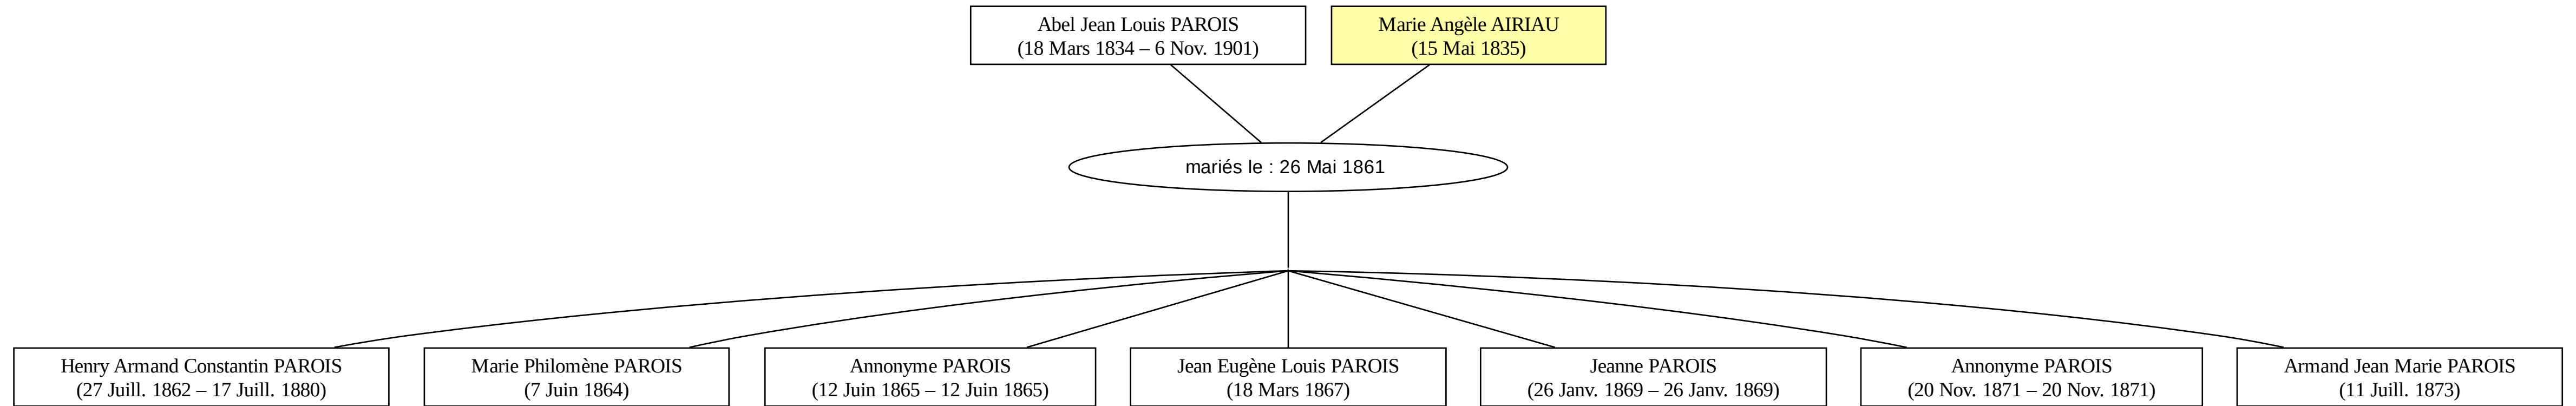 Abel Jean Louis PAROIS
(18 Mars 1834 – 6 Nov. 1901)
Marie Angèle AIRIAU
(15 Mai 1835)
mariés le : 26 Mai 1861
Henry Armand Constantin PAROIS
(27 Juill. 1862 – 17 Juill. 1880)
Marie Philomène PAROIS
(7 Juin 1864)
Annonyme PAROIS
(12 Juin 1865 – 12 Juin 1865)
Jean Eugène Louis PAROIS
(18 Mars 1867)
Jeanne PAROIS
(26 Janv. 1869 – 26 Janv. 1869)
Annonyme PAROIS
(20 Nov. 1871 – 20 Nov. 1871)
Armand Jean Marie PAROIS
(11 Juill. 1873)